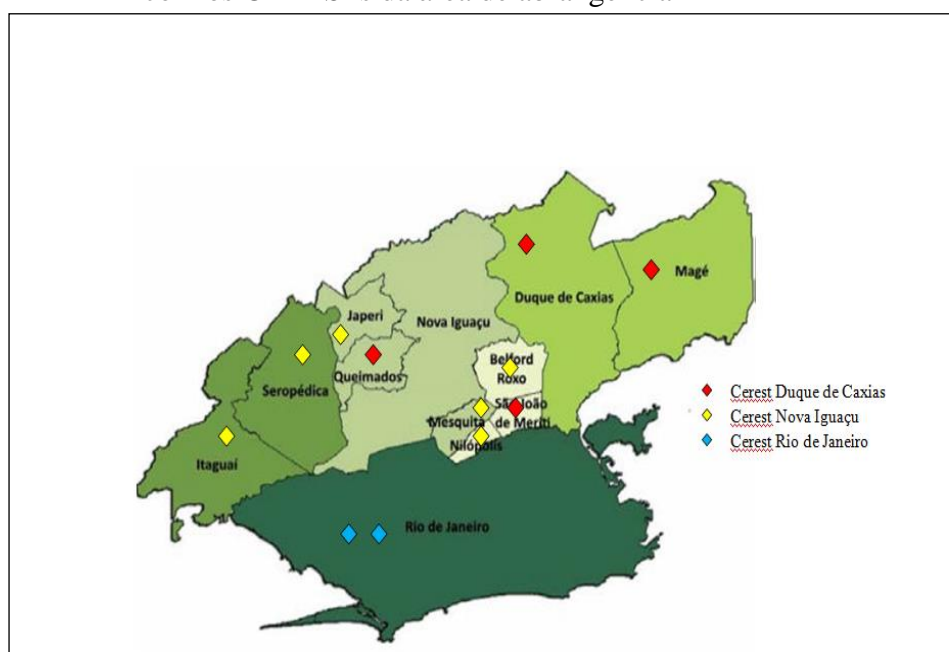 Magé
Duque de Caxias
Japeri
Nova Iguaçu
Belford
Roxo
Queimados
Seropédica
São João
de Meriti
Mesquita
Nilópolis
Itaguaí
Rio de Janeiro
Cerest Duque de Caxias
Cerest Nova Iguaçu
Cerest Rio de Janeiro